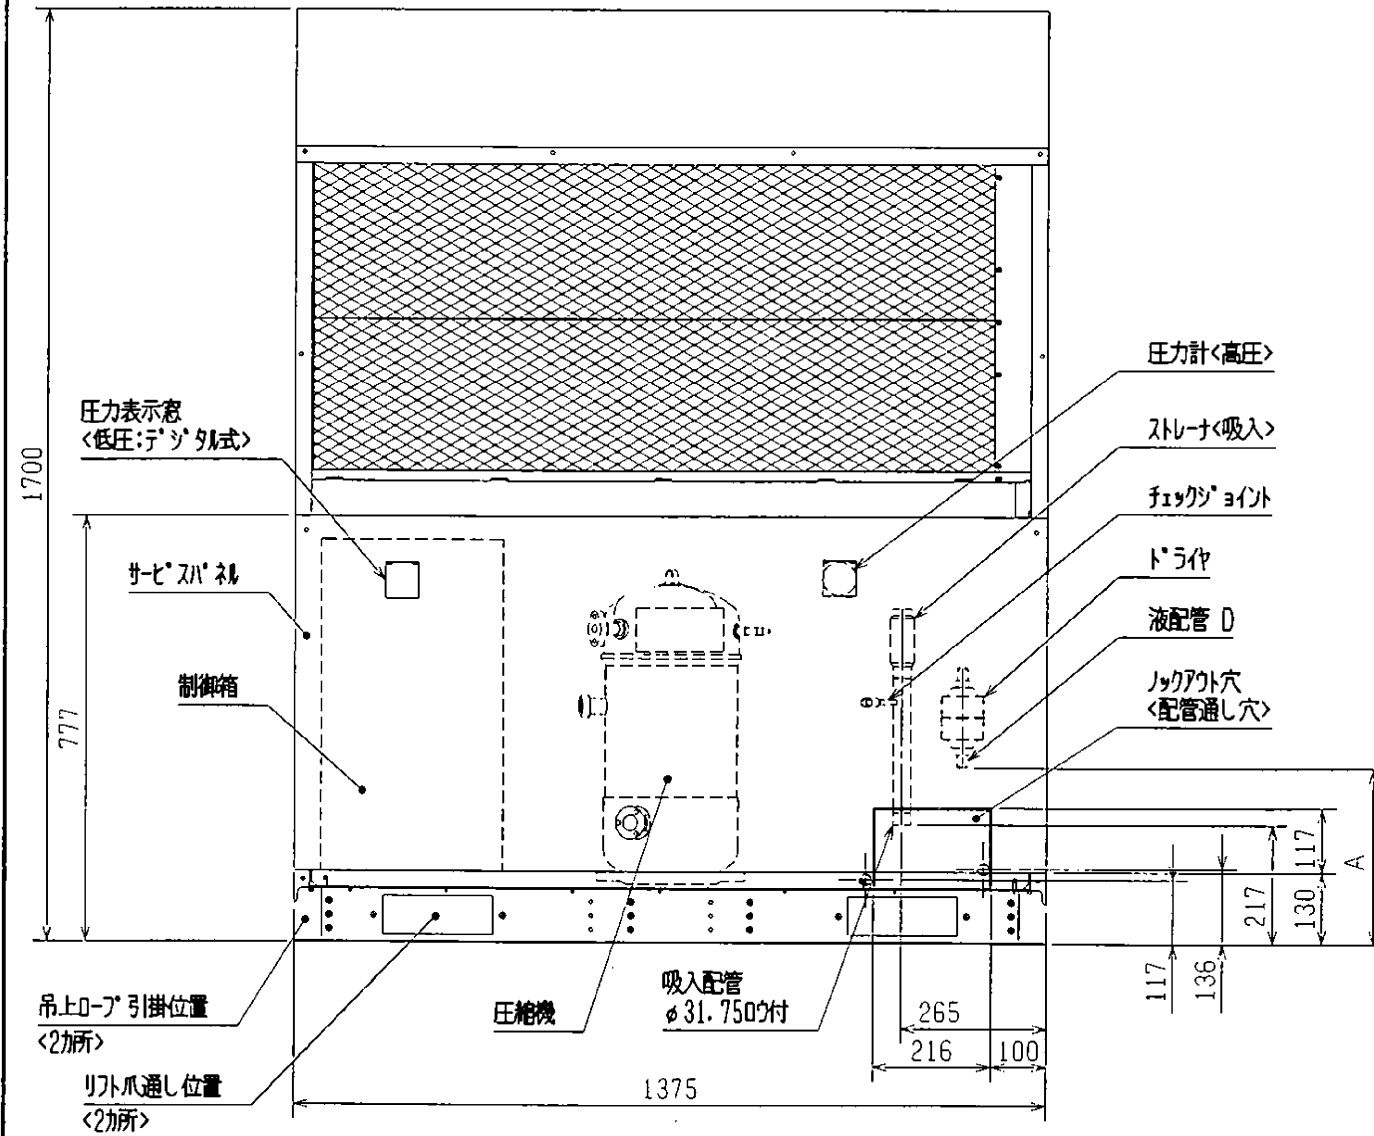 圧力計<高圧>
ストレーナ<吸入>
圧力表示窓
<低圧:デジタル式>
1700
チェックジョイント
ドライヤ
サービスパネル
液配管 D
制御箱
ノックアウト穴
<配管通し穴>
777
117
A
217
130
117
136
吊上ロープ引掛位置
<2カ所>
圧縮機
吸入配管
φ31.75ロウ付
265
216
100
リフト爪通し位置
<2カ所>
1375